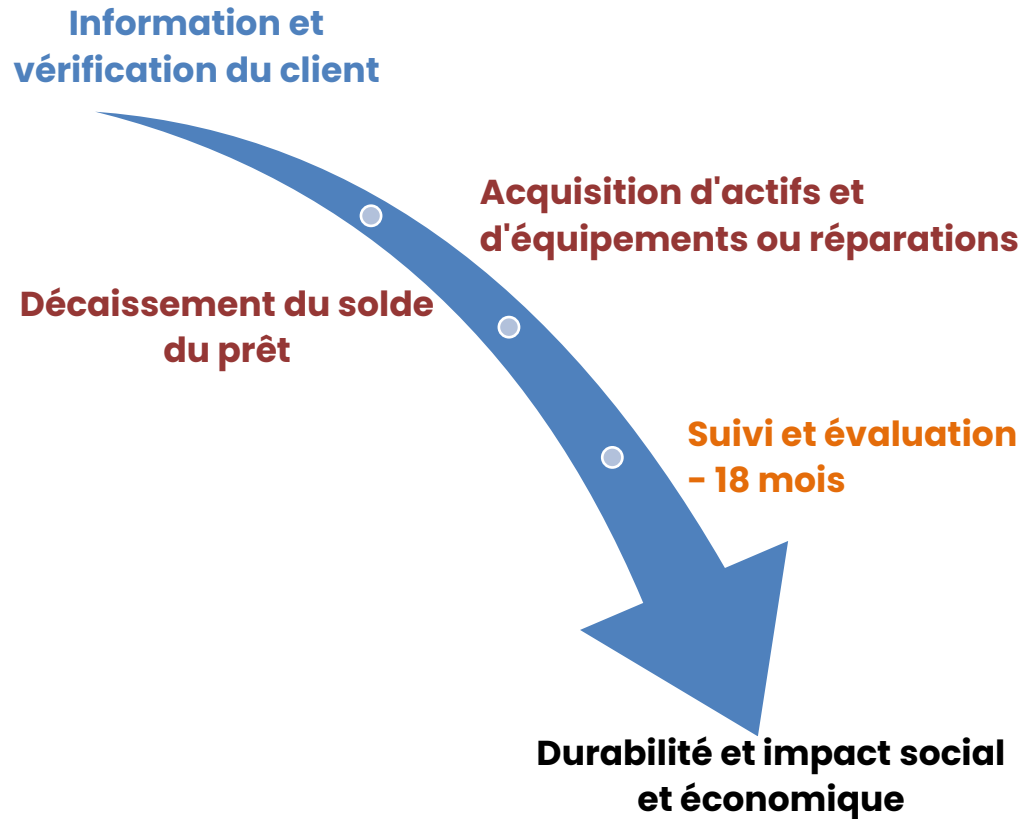 Information et
vérification du client
Acquisition d'actifs et
d'équipements ou réparations
Décaissement du solde
du prêt
Suivi et évaluation
- 18 mois
Durabilité et impact social
et économique